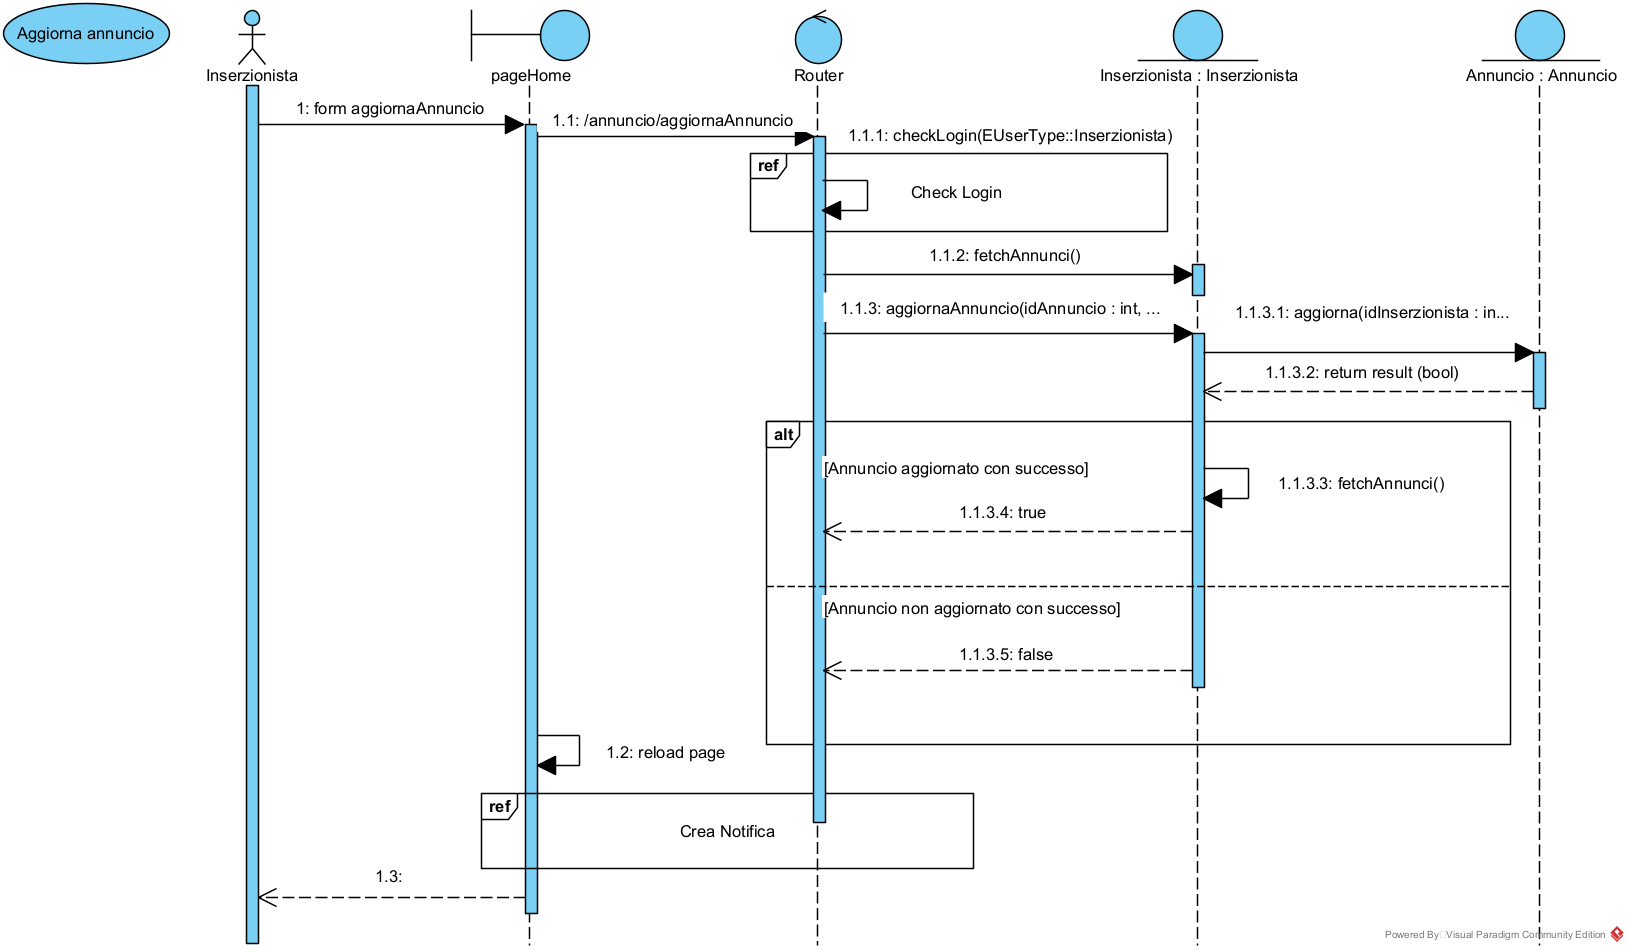 Aggiorna annuncio
Inserzionista
pageHome
Router
Inserzionista : Inserzionista
Annuncio : Annuncio
1: form aggiornaAnnuncio
1.1: /annuncio/aggiornaAnnuncio
1.1.1: checkLogin(EUserType::Inserzionista)
ref
Check Login
1.1.2: fetchAnnunci()
1.1.3: aggiornaAnnuncio(idAnnuncio : int, ...
1.1.3.1: aggiorna(idInserzionista : in...
1.1.3.2: return result (bool)
alt
[Annuncio aggiornato con successo]
1.1.3.3: fetchAnnunci()
1.1.3.4: true
[Annuncio non aggiornato con successo]
1.1.3.5: false
1.2: reload page
ref
Crea Notifica
1.3:
Powered By Visual Paradigm Community Edition